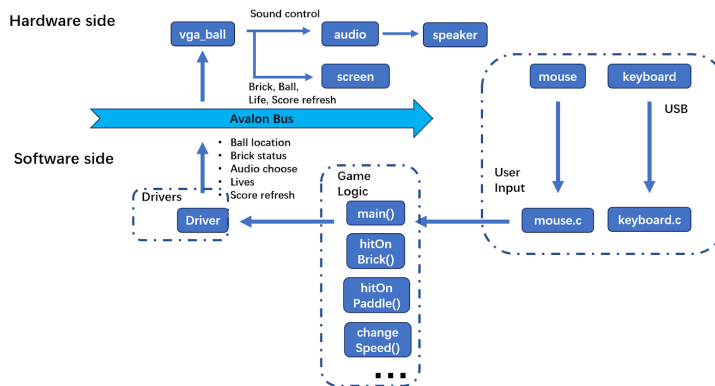 Hardware side
vga_ball
Sound control
audio
speaker
screen
Brick, Ball,
Life, Score refresh
mouse
keyboard
USB
Avalon Bus
Software side
• Ball location
• Brick status
• Audio choose
• Lives
• Score refresh
Drivers
Driver
Game
Logic
main()
hitOn
Brick()
hitOn
Paddle()
change
Speed()
...
User
Input
mouse.c
keyboard.c